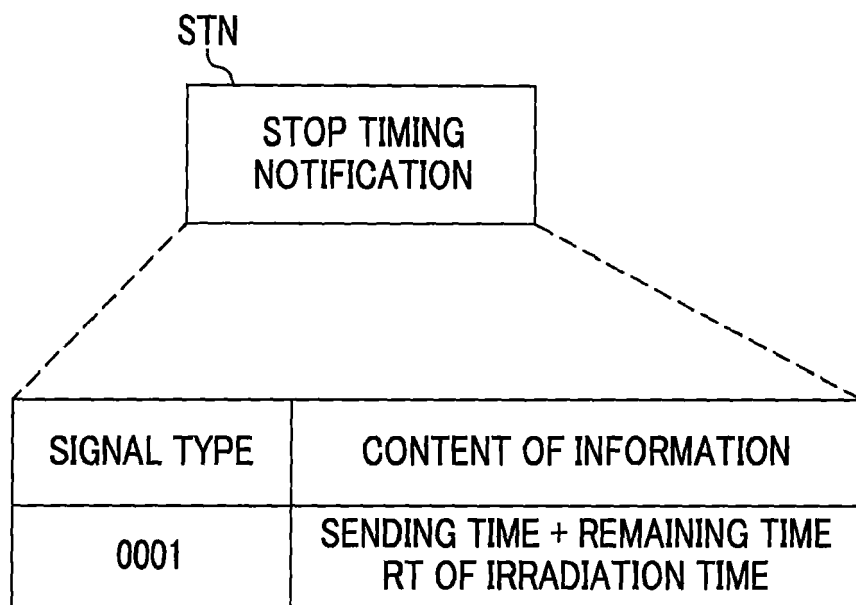 STN
STOP TIMING
NOTIFICATION
SIGNAL TYPE
CONTENT OF INFORMATION
0001
SENDING TIME + REMAINING TIME
RT OF IRRADIATION TIME